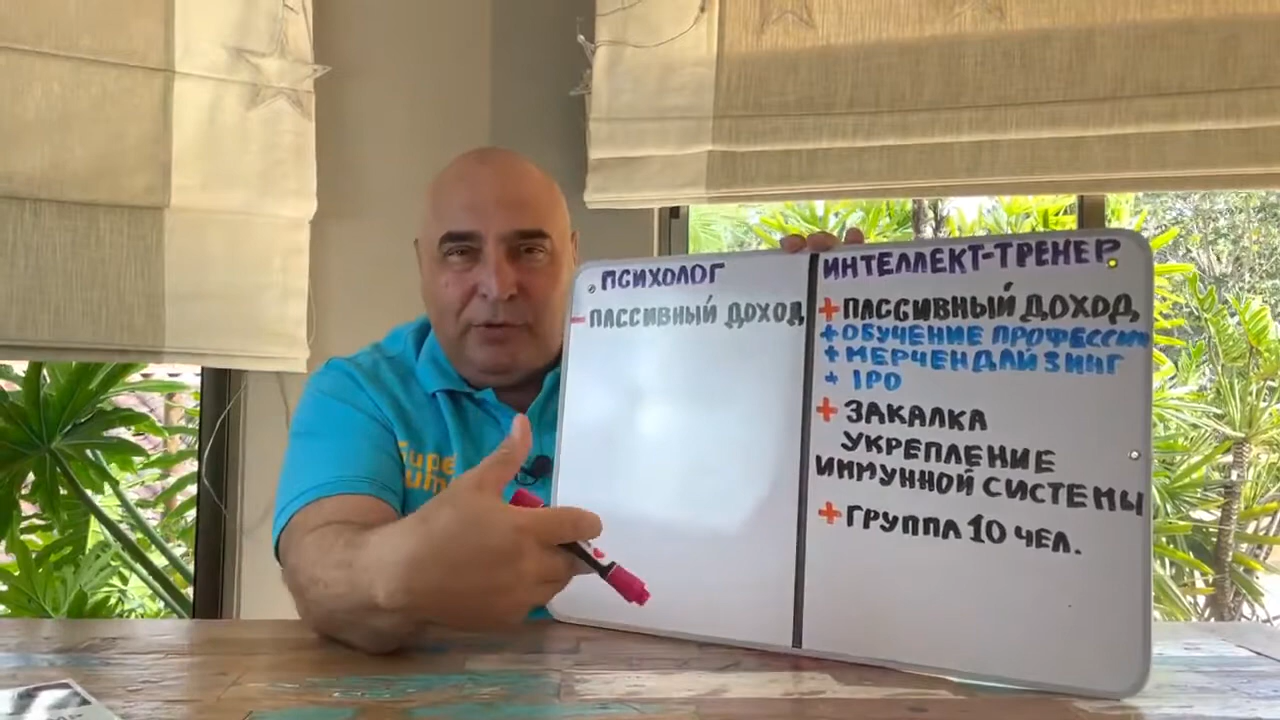 ПСИХОЛОГ
- ПАССИВНЫЙ ДОХОД
ИНТЕЛЛЕКТ-ТРЕНЕР
+ ПАССИВНЫЙ ДОХОД,
+ ОБУЧЕНИЕ ПРОФЕССИИ
+ МЕРЧЕНДАЙЗИНГ
+ IPO
+ ЗАКАЛКА
УКРЕПЛЕНИЕ
ИММУННОЙ СИСТЕМЫ
+ ГРУППА 10 ЧЕЛ.